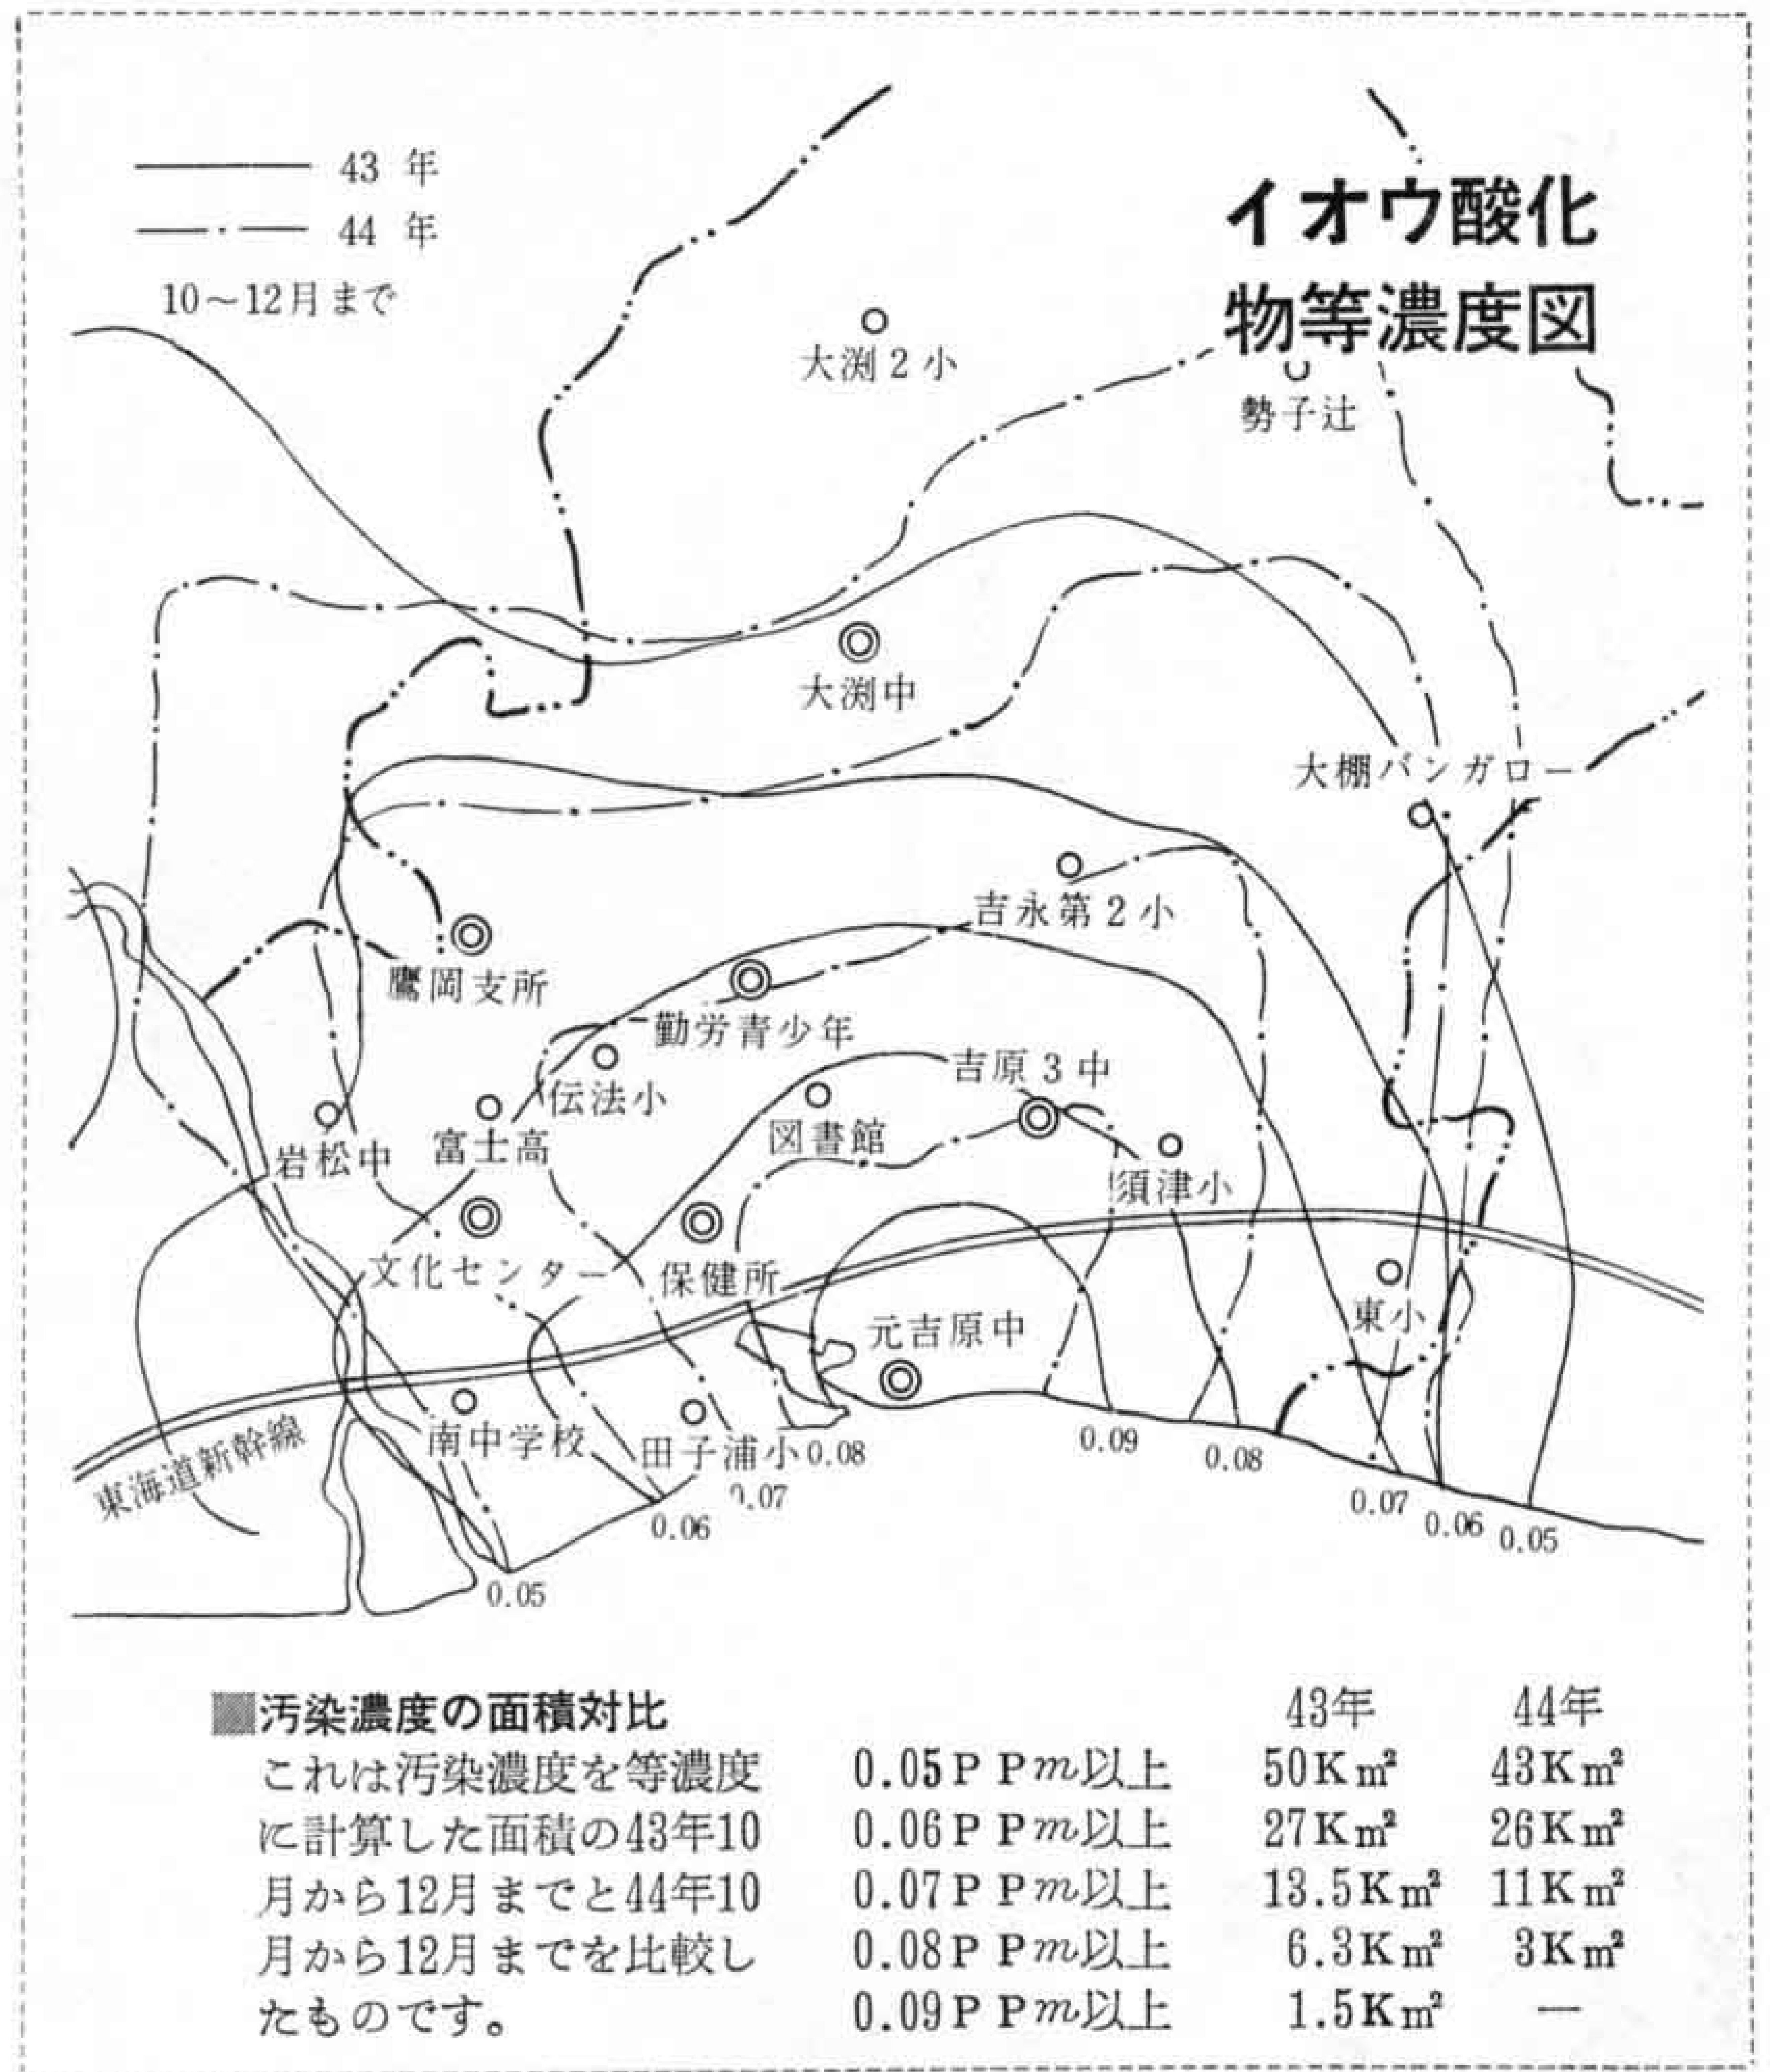 43 年
44 年
10～12月まで
イオウ酸化
物等濃度図
大渕2小
勢子辻
大渕中
大棚バンガロー
吉永第2小
鷹岡支所
勤労青少年
吉原3中
伝法小
図書館
岩松中
富士高
須津小
文化センター
保健所
元吉原中
東小
南中学校
田子浦小
東海道新幹線
0.08
0.09
0.08
0.07
0.07
0.06
0.06
0.05
0.05
汚染濃度の面積対比
これは汚染濃度を等濃度
に計算した面積の43年10
月から12月までと44年10
月から12月までを比較し
たものです。
43年 44年
0.05PPm以上 50Km² 43Km²
0.06PPm以上 27Km² 26Km²
0.07PPm以上 13.5Km² 11Km²
0.08PPm以上 6.3Km² 3Km²
0.09PPm以上 1.5Km² —